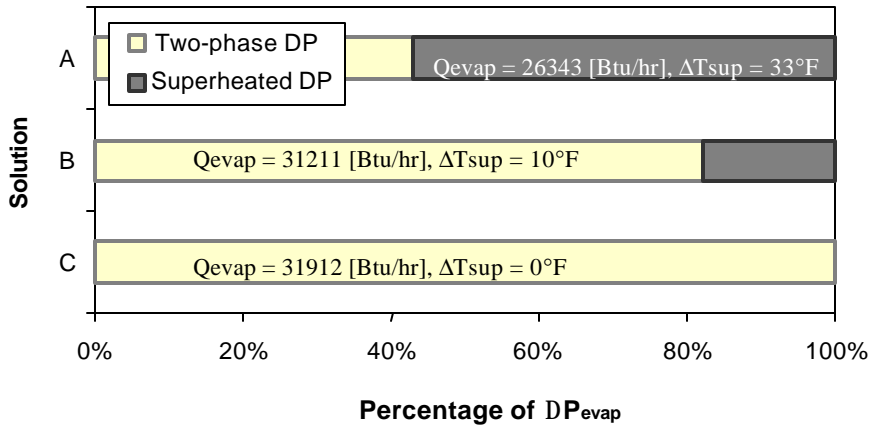 Two-phase DP
Superheated DP
A
Qevap = 26343 [Btu/hr], ΔTsup = 33°F
Solution
B
Qevap = 31211 [Btu/hr], ΔTsup = 10°F
C
Qevap = 31912 [Btu/hr], ΔTsup = 0°F
0% 20% 40% 60% 80% 100%
Percentage of DPevap